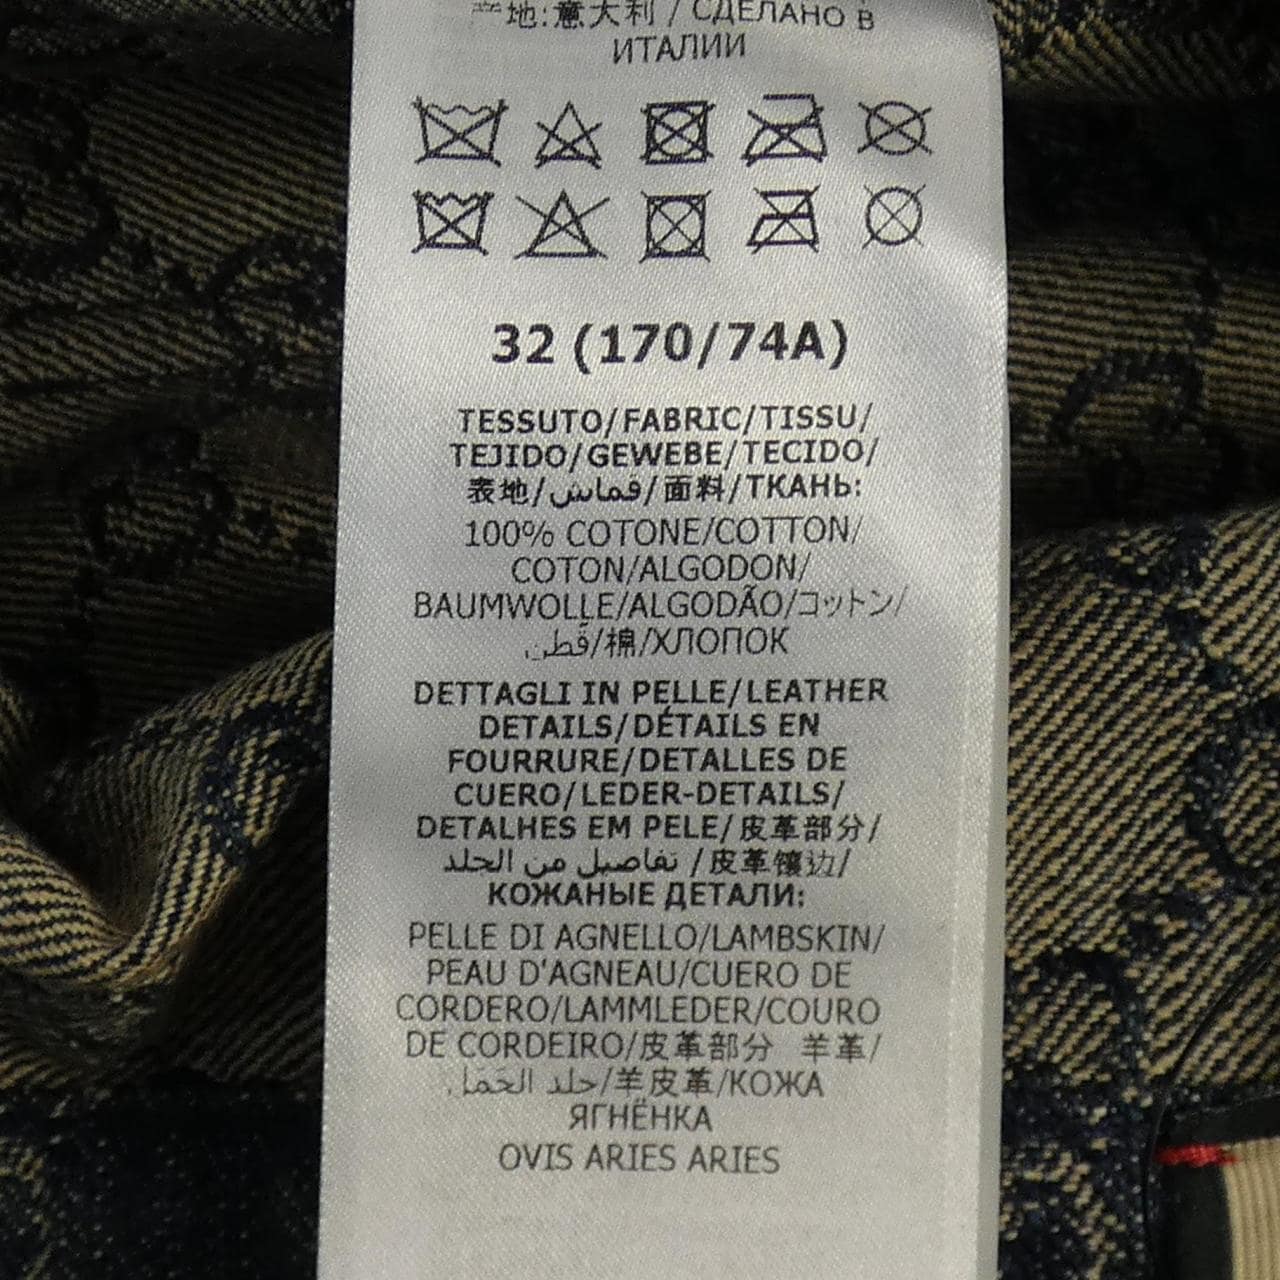 产地:意大利 / СДЕЛАНО В
ИТАЛИИ
32 (170/74A)
TESSUTO/FABRIC/TISSU/
TEJIDO/GEWEBE/TECIDO/
表地/قماش/面料/ТКАНЬ:
100% COTONE/COTTON/
COTON/ALGODON/
BAUMWOLLE/ALGODÃO/コットン/
قطن/棉/ХЛОПОК
DETTAGLI IN PELLE/LEATHER
DETAILS/DÉTAILS EN
FOURRURE/DETALLES DE
CUERO/LEDER-DETAILS/
DETALHES EM PELE/皮革部分/
تفاصيل من الجلد /皮革镶边/
КОЖАНЫЕ ДЕТАЛИ:
PELLE DI AGNELLO/LAMBSKIN/
PEAU D'AGNEAU/CUERO DE
CORDERO/LAMMLEDER/COURO
DE CORDEIRO/皮革部分 羊革/
جلد الحَمَل/羊皮革/КОЖА
ЯГНЁНКА
OVIS ARIES ARIES